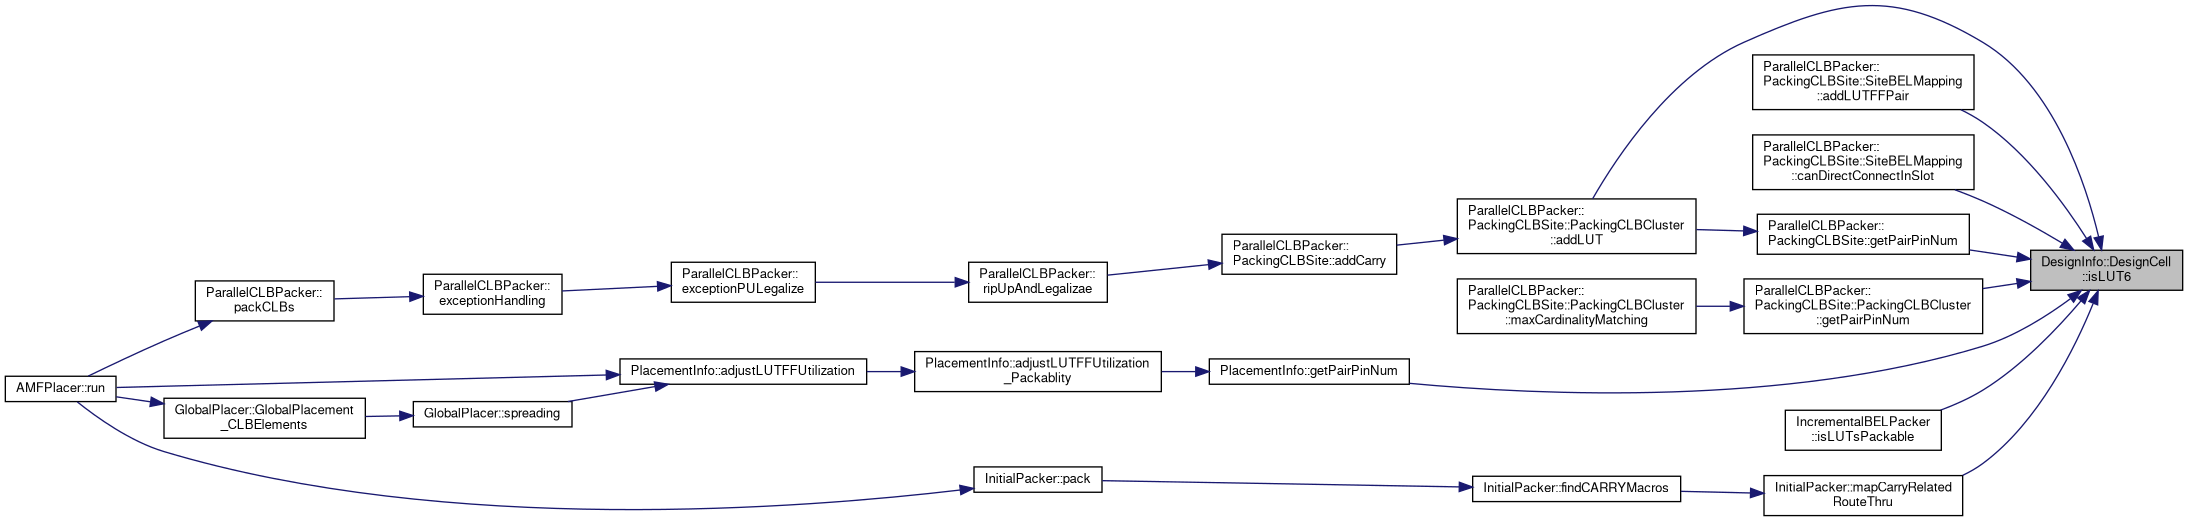 ParallelCLBPacker::
PackingCLBSite::SiteBELMapping
::addLUTFFPair
ParallelCLBPacker::
PackingCLBSite::SiteBELMapping
::canDirectConnectInSlot
ParallelCLBPacker::
PackingCLBSite::PackingCLBCluster
::addLUT
ParallelCLBPacker::
PackingCLBSite::getPairPinNum
ParallelCLBPacker::
PackingCLBSite::addCarry
DesignInfo::DesignCell
::isLUT6
ParallelCLBPacker::
packCLBs
ParallelCLBPacker::
exceptionHandling
ParallelCLBPacker::
exceptionPULegalize
ParallelCLBPacker::
ripUpAndLegalizae
ParallelCLBPacker::
PackingCLBSite::PackingCLBCluster
::maxCardinalityMatching
ParallelCLBPacker::
PackingCLBSite::PackingCLBCluster
::getPairPinNum
AMFPlacer::run
PlacementInfo::adjustLUTFFUtilization
PlacementInfo::adjustLUTFFUtilization
_Packablity
PlacementInfo::getPairPinNum
GlobalPlacer::GlobalPlacement
_CLBElements
GlobalPlacer::spreading
IncrementalBELPacker
::isLUTsPackable
InitialPacker::pack
InitialPacker::findCARRYMacros
InitialPacker::mapCarryRelated
RouteThru